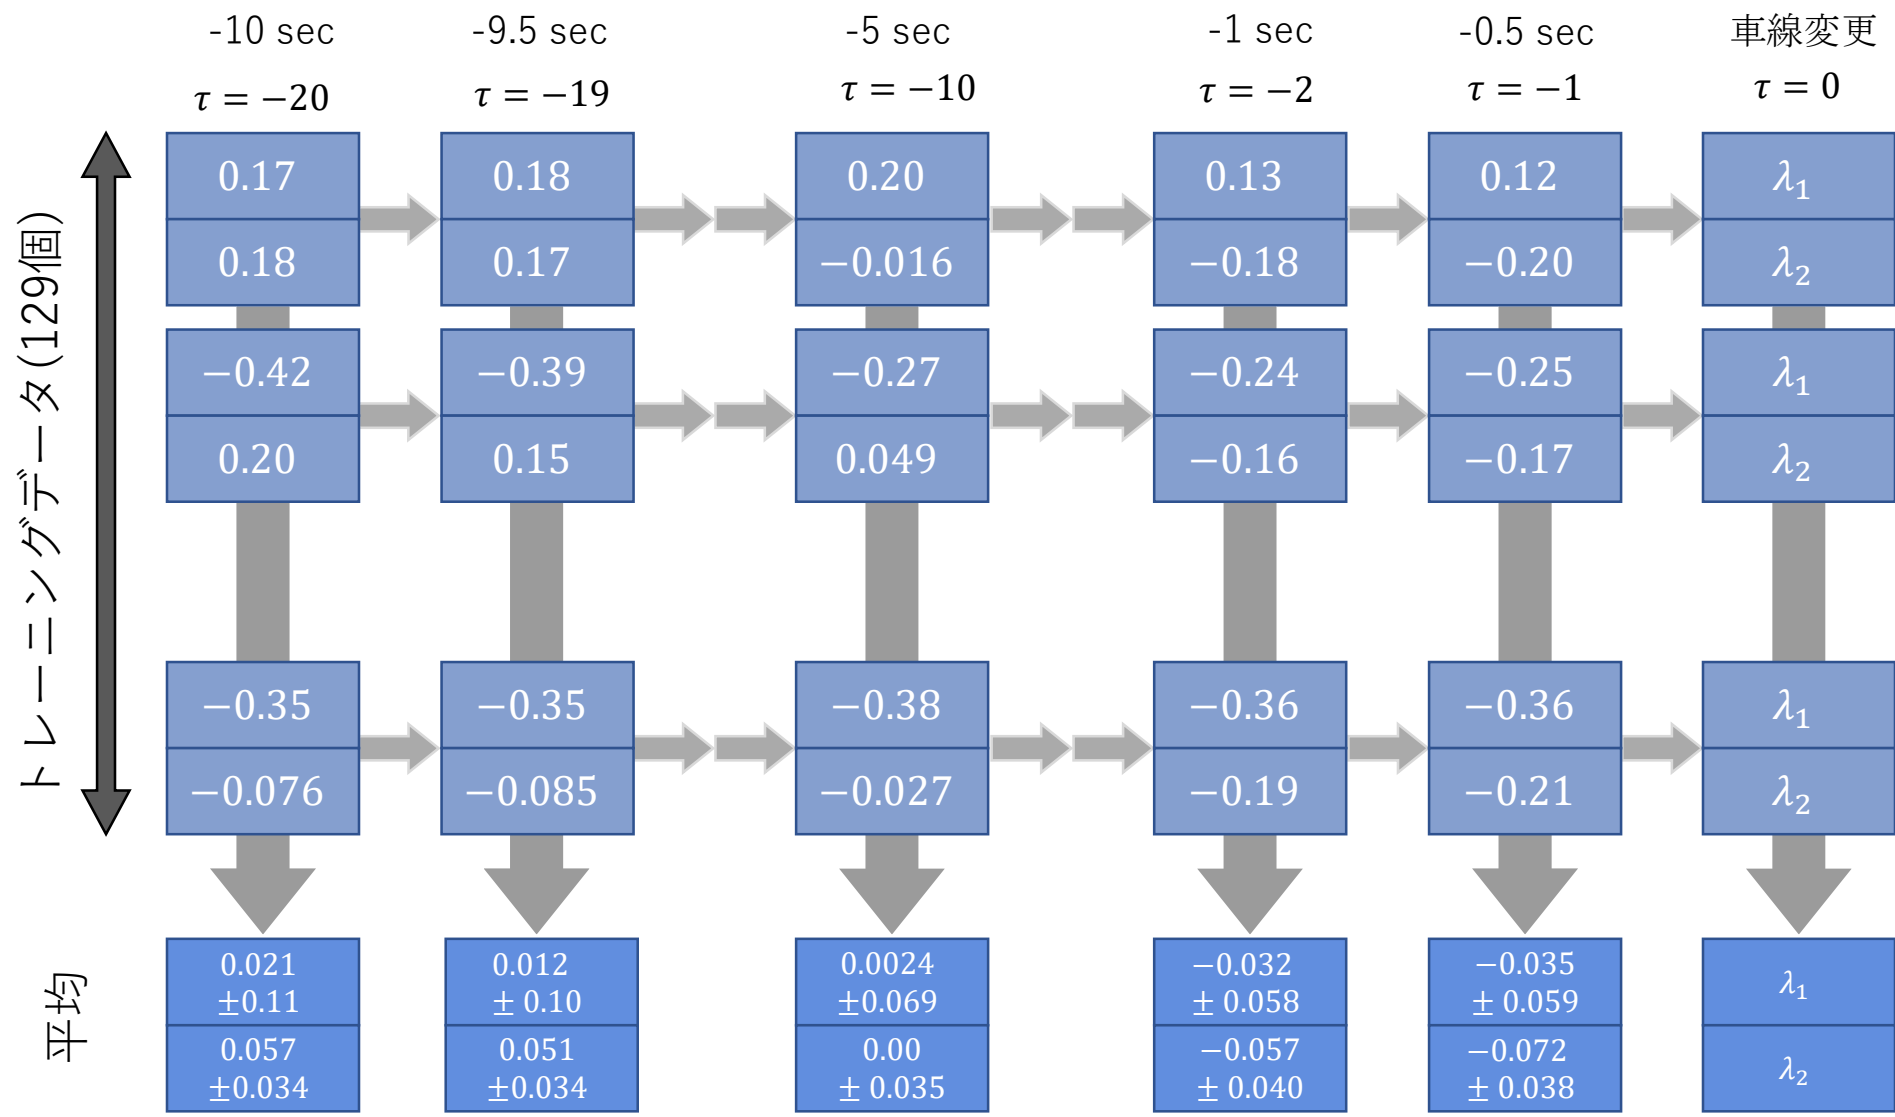 -10 sec -9.5 sec -5 sec -1 sec -0.5 sec 車線変更
τ = −20 τ = −19 τ = −10 τ = −2 τ = −1 τ = 0
トレーニングデータ(129個)
0.17 0.18 0.20 0.13 0.12 λ₁
0.18 0.17 −0.016 −0.18 −0.20 λ₂
−0.42 −0.39 −0.27 −0.24 −0.25 λ₁
0.20 0.15 0.049 −0.16 −0.17 λ₂
−0.35 −0.35 −0.38 −0.36 −0.36 λ₁
−0.076 −0.085 −0.027 −0.19 −0.21 λ₂
平均
0.021 0.012 0.0024 −0.032 −0.035 λ₁
±0.11 ± 0.10 ±0.069 ± 0.058 ± 0.059
0.057 0.051 0.00 −0.057 −0.072 λ₂
±0.034 ±0.034 ± 0.035 ± 0.040 ± 0.038